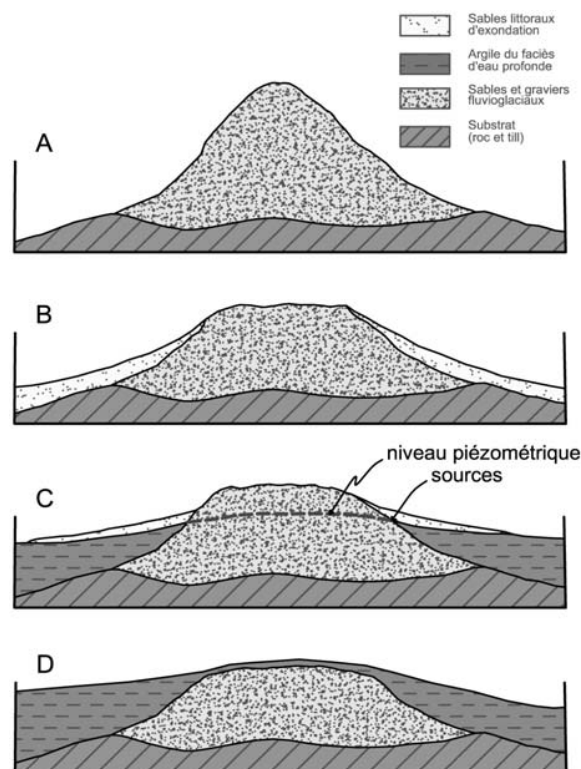 Sables littoraux
d'exondation
Argile du faciès
d'eau profonde
Sables et graviers
fluvioglaciaux
Substrat
(roc et till)
A
B
niveau piézométrique
sources
C
D